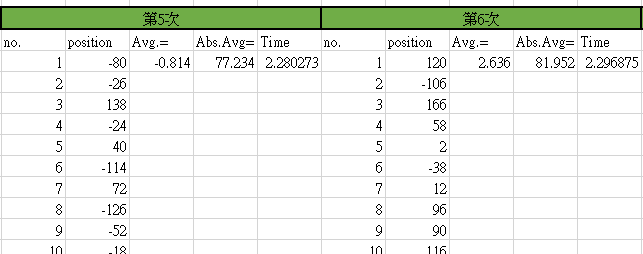 第5次 第6次
no. position Avg.= Abs.Avg= Time no. position Avg.= Abs.Avg= Time
1 -80 -0.814 77.234 2.280273 1 120 2.636 81.952 2.296875
2 -26 2 -106
3 138 3 166
4 -24 4 58
5 40 5 2
6 -114 6 -38
7 72 7 12
8 -126 8 96
9 -52 9 90
10 -18 10 116